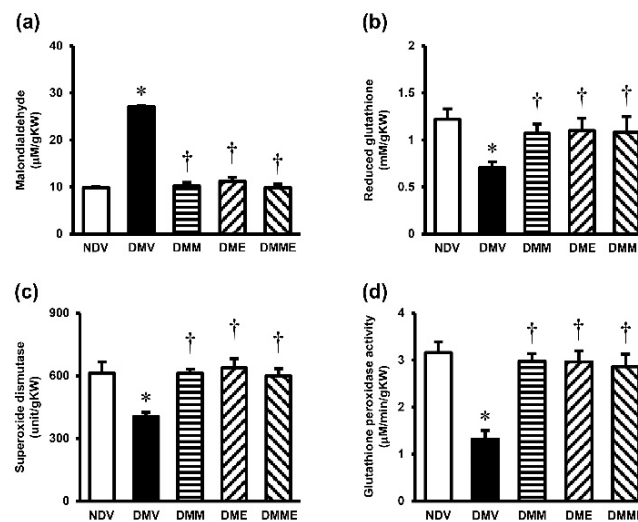 (a)
Malondialdehyde
(µM/gKW)
40
30
20
10
0
*
†
†
†
NDV DMV DMM DME DMME
(b)
Reduced glutathione
(mM/gKW)
2
1.5
1
0.5
0
*
†
†
†
NDV DMV DMM DME DMM
(c)
Superoxide dismutase
(unit/gKW)
900
600
300
0
*
†
†
†
NDV DMV DMM DME DMME
(d)
Glutathione peroxidase activity
(µM/min/gKW)
4
3
2
1
0
*
†
†
†
NDV DMV DMM DME DMM